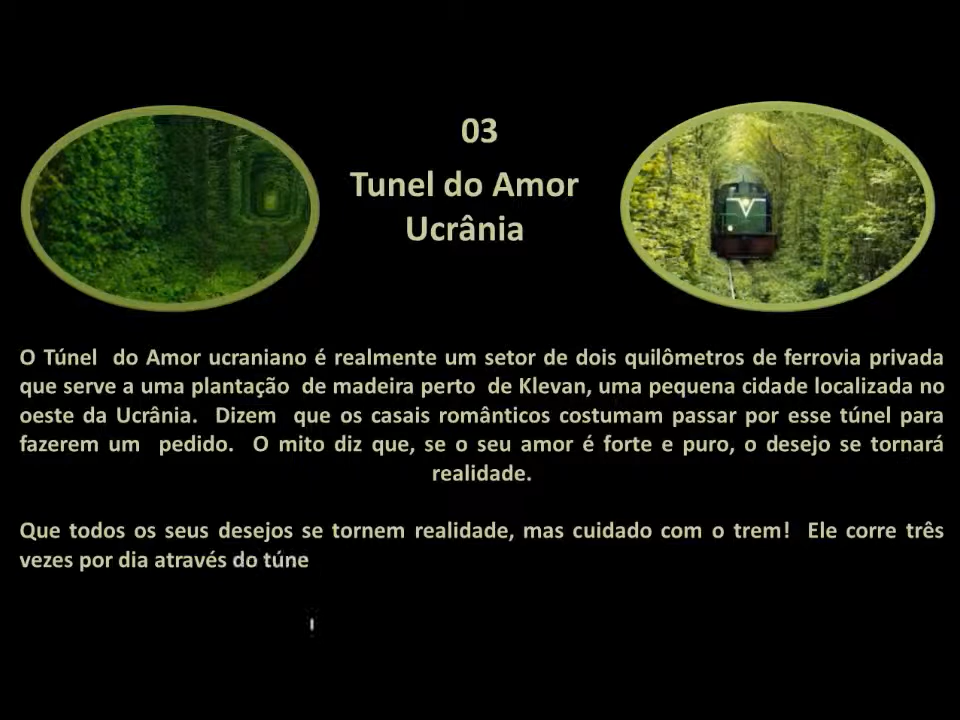 03
Tunel do Amor
Ucrânia
O Túnel do Amor ucraniano é realmente um setor de dois quilômetros de ferrovia privada
que serve a uma plantação de madeira perto de Klevan, uma pequena cidade localizada no
oeste da Ucrânia. Dizem que os casais românticos costumam passar por esse túnel para
fazerem um pedido. O mito diz que, se o seu amor é forte e puro, o desejo se tornará
realidade.
Que todos os seus desejos se tornem realidade, mas cuidado com o trem! Ele corre três
vezes por dia através do túne